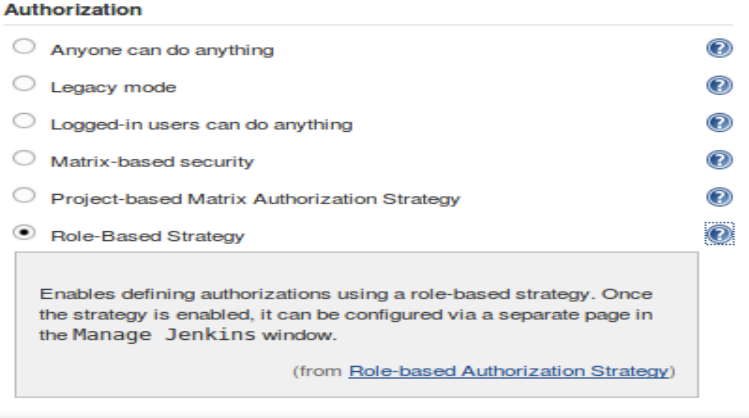 Authorization
Anyone can do anything
Legacy mode
Logged-in users can do anything
Matrix-based security
Project-based Matrix Authorization Strategy
Role-Based Strategy
Enables defining authorizations using a role-based strategy. Once
the strategy is enabled, it can be configured via a separate page in
the Manage Jenkins window.
(from Role-based Authorization Strategy)